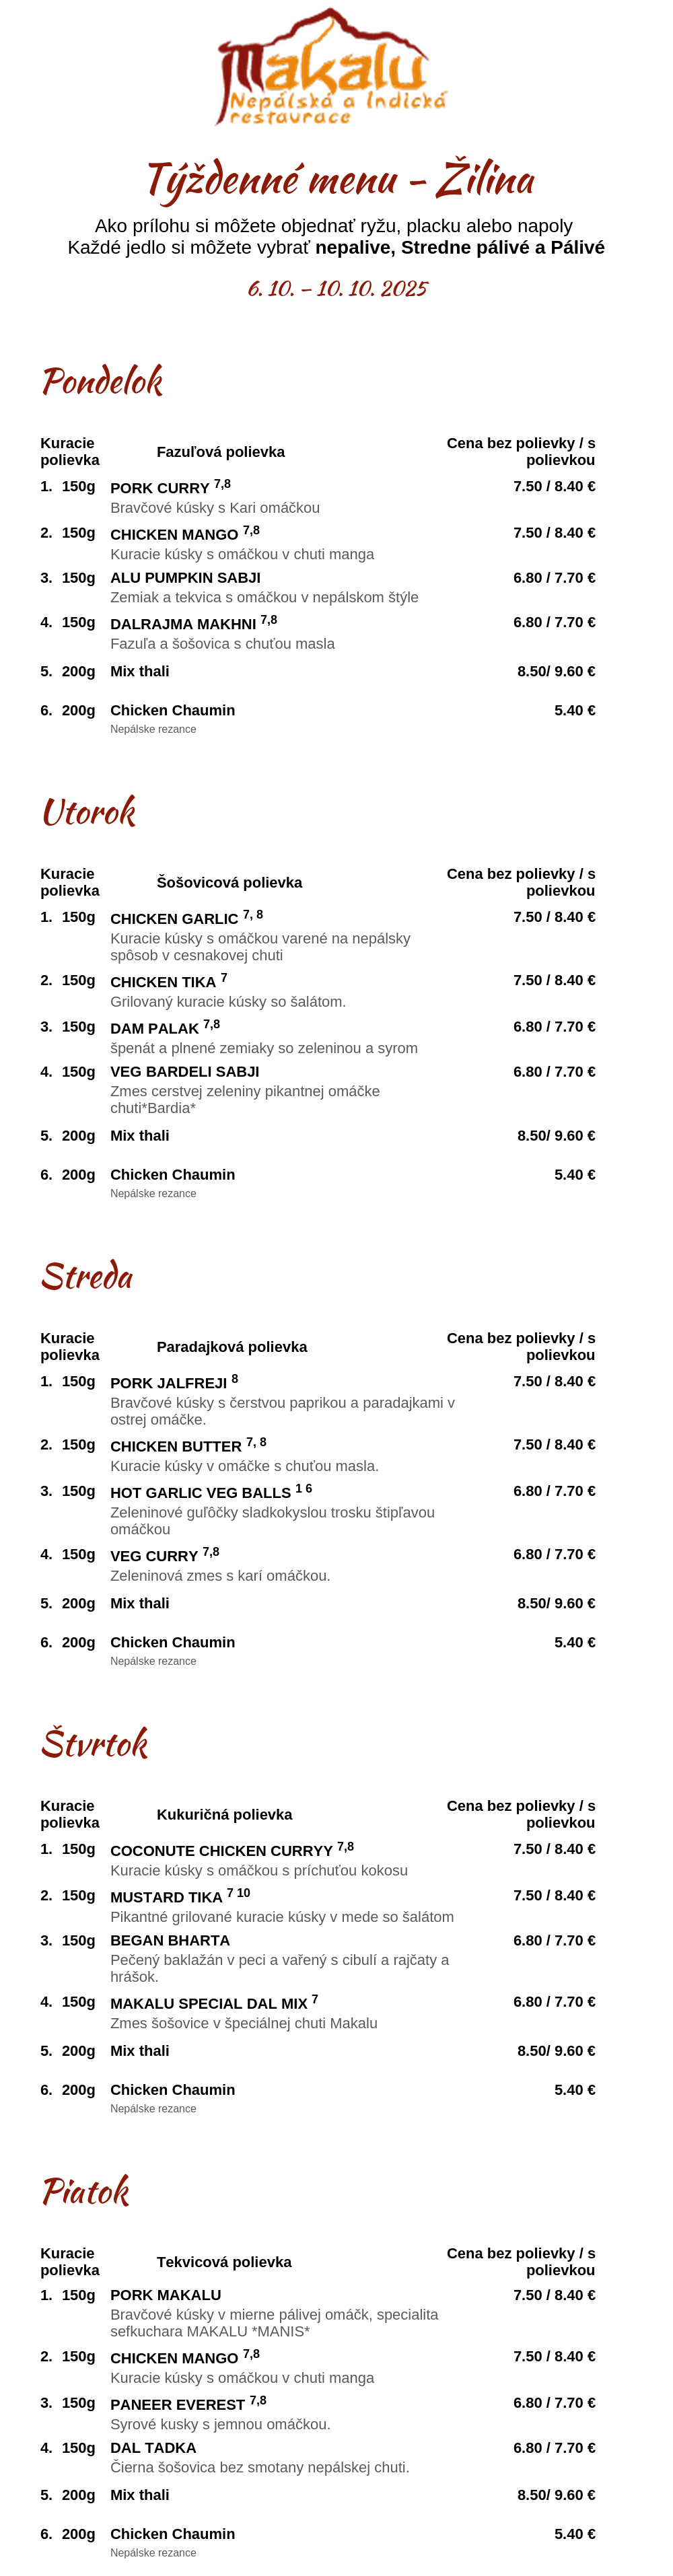 Makalu
Nepálská a Indická
restaurace
Týždenné menu - Žilina
Ako prílohu si môžete objednať ryžu, placku alebo napoly
Každé jedlo si môžete vybrať nepalive, Stredne pálivé a Pálivé
6. 10. – 10. 10. 2025
Pondelok
Kuracie polievka Fazuľová polievka Cena bez polievky / s polievkou
1. 150g PORK CURRY 7,8 7.50 / 8.40 €
Bravčové kúsky s Kari omáčkou
2. 150g CHICKEN MANGO 7,8 7.50 / 8.40 €
Kuracie kúsky s omáčkou v chuti manga
3. 150g ALU PUMPKIN SABJI 6.80 / 7.70 €
Zemiak a tekvica s omáčkou v nepálskom štýle
4. 150g DALRAJMA MAKHNI 7,8 6.80 / 7.70 €
Fazuľa a šošovica s chuťou masla
5. 200g Mix thali 8.50/ 9.60 €
6. 200g Chicken Chaumin 5.40 €
Nepálske rezance
Utorok
Kuracie polievka Šošovicová polievka Cena bez polievky / s polievkou
1. 150g CHICKEN GARLIC 7, 8 7.50 / 8.40 €
Kuracie kúsky s omáčkou varené na nepálsky
spôsob v cesnakovej chuti
2. 150g CHICKEN TIKA 7 7.50 / 8.40 €
Grilovaný kuracie kúsky so šalátom.
3. 150g DAM PALAK 7,8 6.80 / 7.70 €
špenát a plnené zemiaky so zeleninou a syrom
4. 150g VEG BARDELI SABJI 6.80 / 7.70 €
Zmes cerstvej zeleniny pikantnej omáčke
chuti*Bardia*
5. 200g Mix thali 8.50/ 9.60 €
6. 200g Chicken Chaumin 5.40 €
Nepálske rezance
Streda
Kuracie polievka Paradajková polievka Cena bez polievky / s polievkou
1. 150g PORK JALFREJI 8 7.50 / 8.40 €
Bravčové kúsky s čerstvou paprikou a paradajkami v
ostrej omáčke.
2. 150g CHICKEN BUTTER 7, 8 7.50 / 8.40 €
Kuracie kúsky v omáčke s chuťou masla.
3. 150g HOT GARLIC VEG BALLS 1 6 6.80 / 7.70 €
Zeleninové guľôčky sladkokyslou trosku štipľavou
omáčkou
4. 150g VEG CURRY 7,8 6.80 / 7.70 €
Zeleninová zmes s karí omáčkou.
5. 200g Mix thali 8.50/ 9.60 €
6. 200g Chicken Chaumin 5.40 €
Nepálske rezance
Štvrtok
Kuracie polievka Kukuričná polievka Cena bez polievky / s polievkou
1. 150g COCONUTE CHICKEN CURRYY 7,8 7.50 / 8.40 €
Kuracie kúsky s omáčkou s príchuťou kokosu
2. 150g MUSTARD TIKA 7 10 7.50 / 8.40 €
Pikantné grilované kuracie kúsky v mede so šalátom
3. 150g BEGAN BHARTA 6.80 / 7.70 €
Pečený baklažán v peci a vařený s cibulí a rajčaty a
hrášok.
4. 150g MAKALU SPECIAL DAL MIX 7 6.80 / 7.70 €
Zmes šošovice v špeciálnej chuti Makalu
5. 200g Mix thali 8.50/ 9.60 €
6. 200g Chicken Chaumin 5.40 €
Nepálske rezance
Piatok
Kuracie polievka Tekvicová polievka Cena bez polievky / s polievkou
1. 150g PORK MAKALU 7.50 / 8.40 €
Bravčové kúsky v mierne pálivej omáčk, specialita
sefkuchara MAKALU *MANIS*
2. 150g CHICKEN MANGO 7,8 7.50 / 8.40 €
Kuracie kúsky s omáčkou v chuti manga
3. 150g PANEER EVEREST 7,8 6.80 / 7.70 €
Syrové kusky s jemnou omáčkou.
4. 150g DAL TADKA 6.80 / 7.70 €
Čierna šošovica bez smotany nepálskej chuti.
5. 200g Mix thali 8.50/ 9.60 €
6. 200g Chicken Chaumin 5.40 €
Nepálske rezance